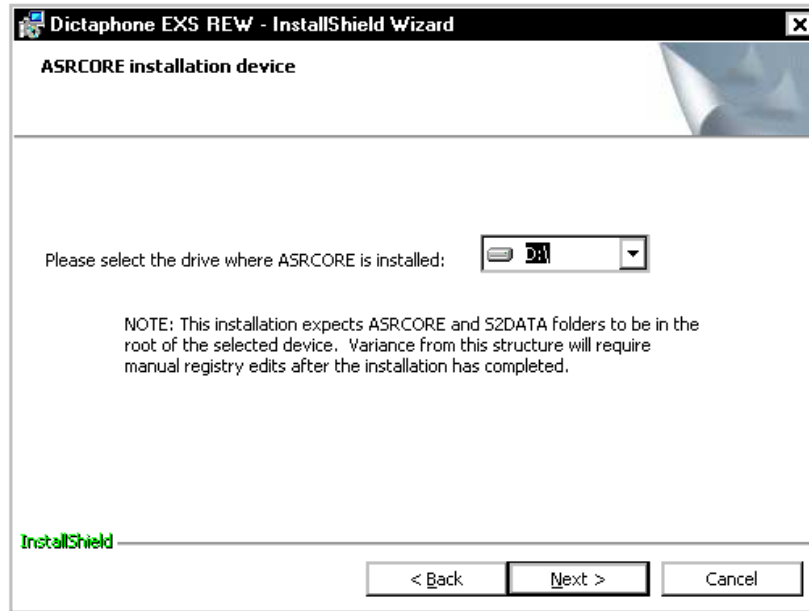 Dictaphone EXS REW - InstallShield Wizard
ASRCORE installation device
Please select the drive where ASRCORE is installed:
D:\
NOTE: This installation expects ASRCORE and S2DATA folders to be in the
root of the selected device.  Variance from this structure will require
manual registry edits after the installation has completed.
InstallShield
< Back
Next >
Cancel